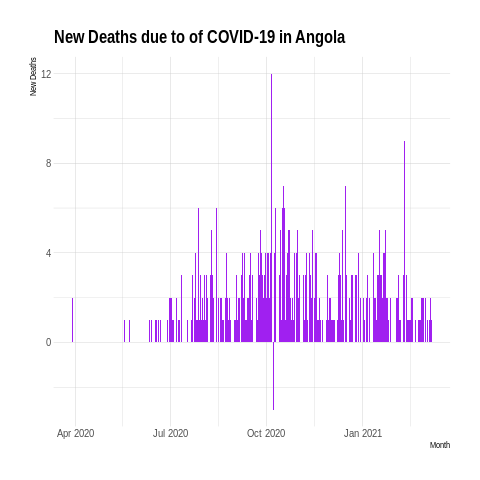 New Deaths due to of COVID-19 in Angola
New Deaths
12
8
4
0
Apr 2020 Jul 2020 Oct 2020 Jan 2021
Month